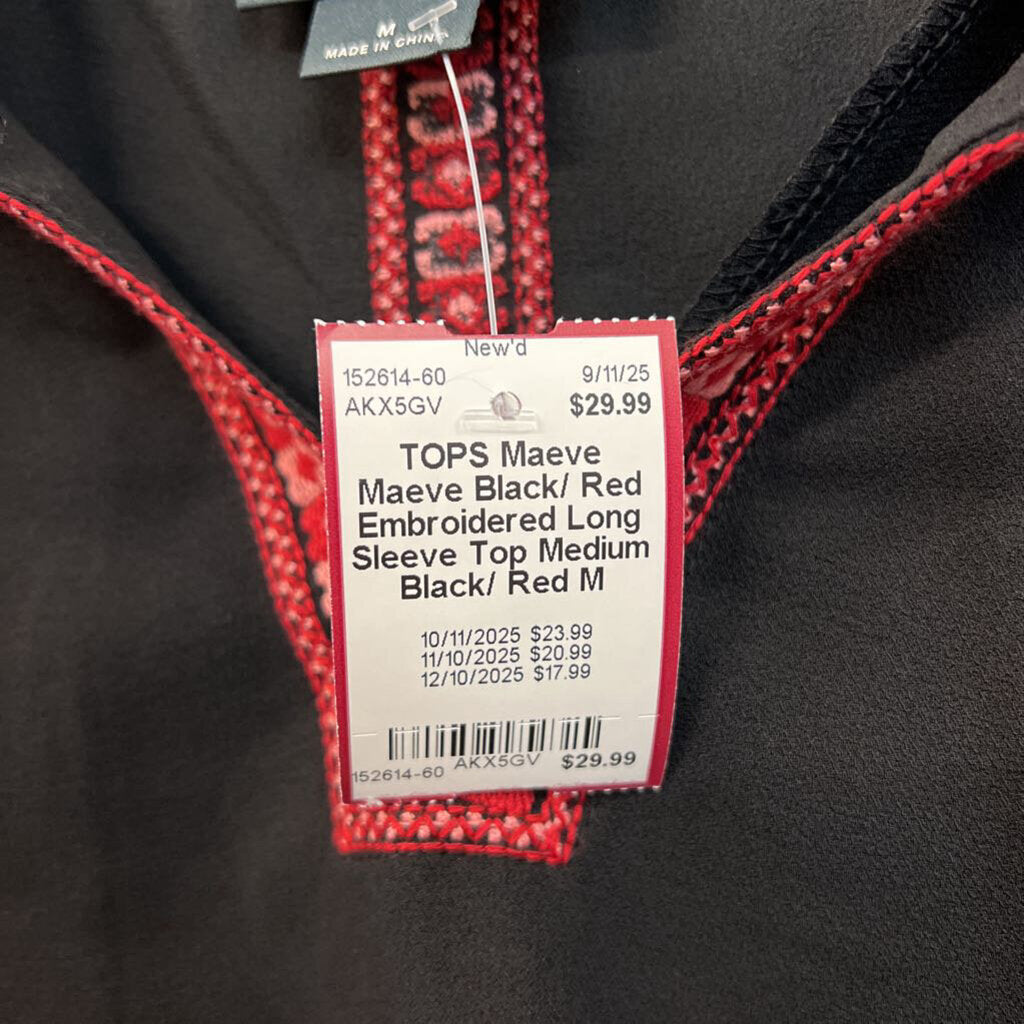 M
MADE IN CHINA
New'd
152614-60 9/11/25
AKX5GV $29.99
TOPS Maeve
Maeve Black/ Red
Embroidered Long
Sleeve Top Medium
Black/ Red M
10/11/2025 $23.99
11/10/2025 $20.99
12/10/2025 $17.99
152614-60 AKX5GV $29.99